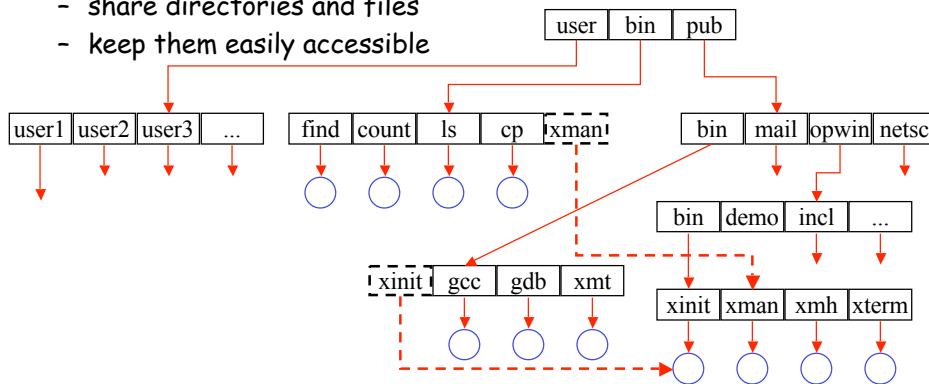 - share directories and files
- keep them easily accessible
user bin pub
user1 user2 user3 ... find count ls cp xman bin mail opwin netsc
bin demo incl ...
xinit gcc gdb xmt
xinit xman xmh xterm